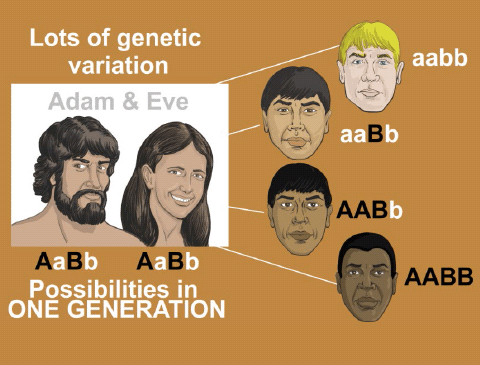 Lots of genetic
variation
Adam & Eve
AaBb AaBb
Possibilities in
ONE GENERATION
aabb
aaBb
AABb
AABB